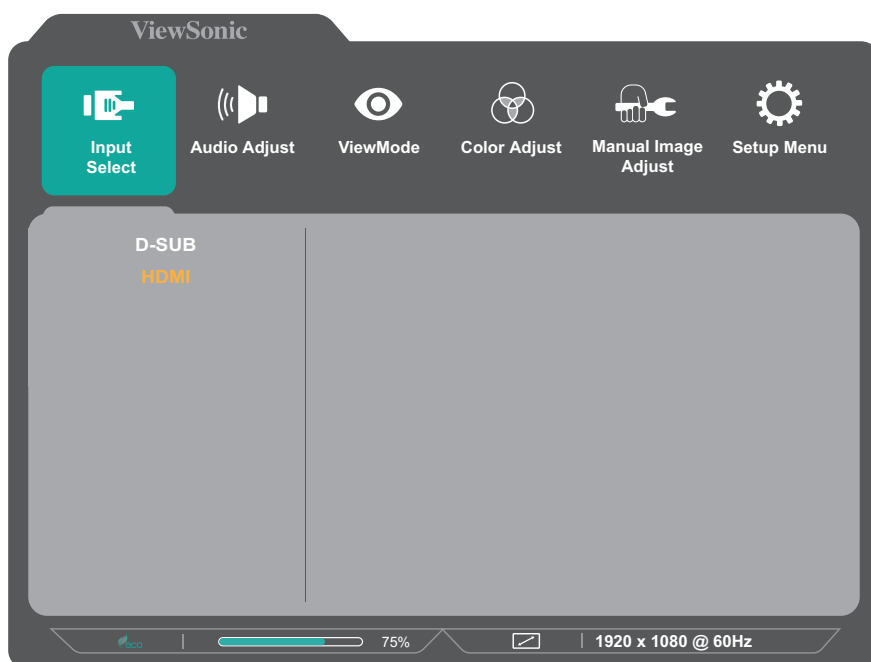 ViewSonic
Input
Select
Audio Adjust
ViewMode
Color Adjust
Manual Image
Adjust
Setup Menu
D-SUB
HDMI
eco
75%
1920 x 1080 @ 60Hz